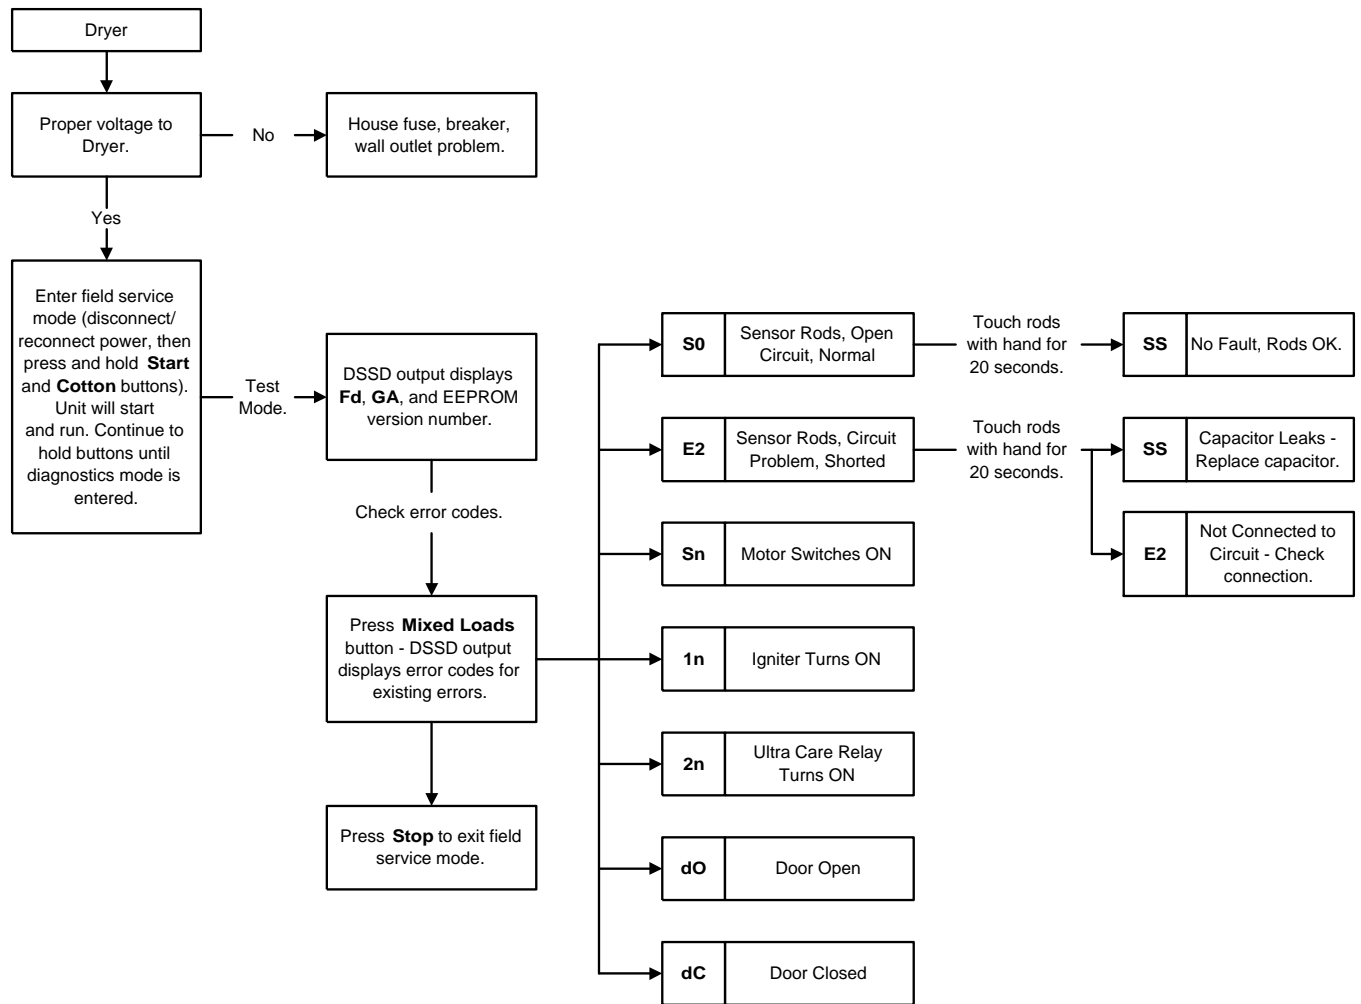 Dryer
Proper voltage to
Dryer.
No
House fuse, breaker,
wall outlet problem.
Yes
Enter field service
mode (disconnect/
reconnect power, then
press and hold Start
and Cotton buttons).
Unit will start
and run. Continue to
hold buttons until
diagnostics mode is
entered.
Test
Mode.
DSSD output displays
Fd, GA, and EEPROM
version number.
Check error codes.
Press Mixed Loads
button - DSSD output
displays error codes for
existing errors.
Press Stop to exit field
service mode.
S0
Sensor Rods, Open
Circuit, Normal
Touch rods
with hand for
20 seconds.
SS
No Fault, Rods OK.
E2
Sensor Rods, Circuit
Problem, Shorted
Touch rods
with hand for
20 seconds.
SS
Capacitor Leaks -
Replace capacitor.
E2
Not Connected to
Circuit - Check
connection.
Sn
Motor Switches ON
1n
Igniter Turns ON
2n
Ultra Care Relay
Turns ON
dO
Door Open
dC
Door Closed